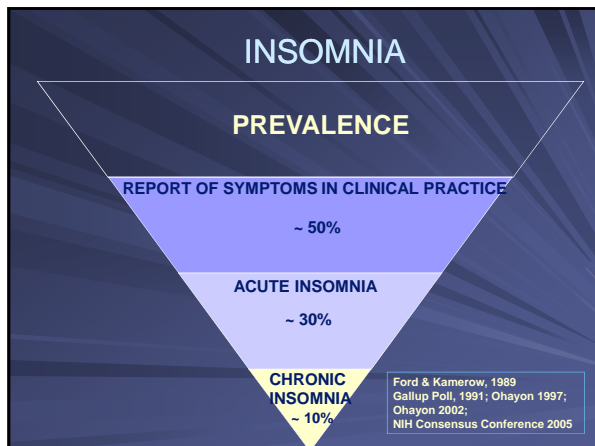 INSOMNIA
PREVALENCE
REPORT OF SYMPTOMS IN CLINICAL PRACTICE
~ 50%
ACUTE INSOMNIA
~ 30%
CHRONIC
INSOMNIA
~ 10%
Ford & Kamerow, 1989
Gallup Poll, 1991; Ohayon 1997;
Ohayon 2002;
NIH Consensus Conference 2005